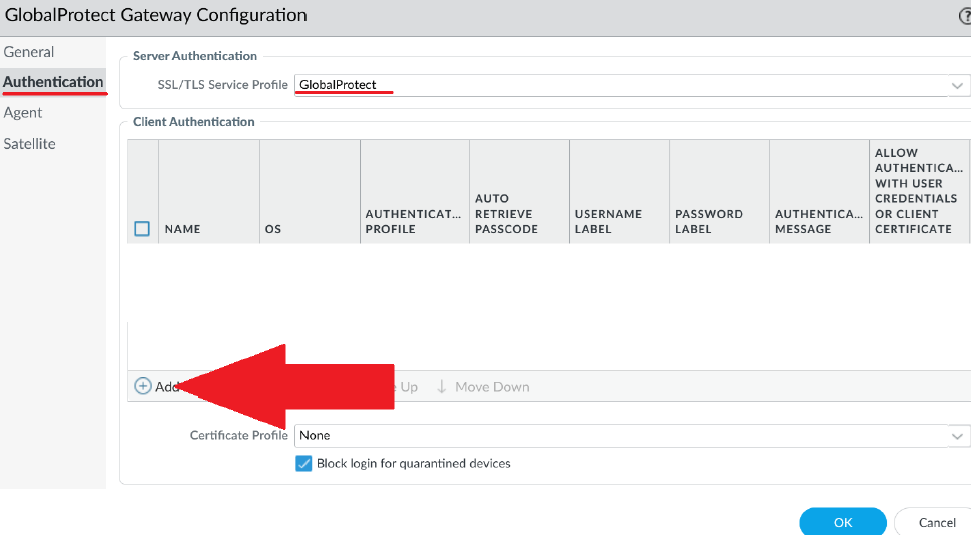 GlobalProtect Gateway Configuration
General
Authentication
Agent
Satellite
Server Authentication
SSL/TLS Service Profile GlobalProtect
Client Authentication
NAME
OS
AUTHENTICAT...
PROFILE
AUTO
RETRIEVE
PASSCODE
USERNAME
LABEL
PASSWORD
LABEL
AUTHENTICA...
MESSAGE
ALLOW
AUTHENTICA...
WITH USER
CREDENTIALS
OR CLIENT
CERTIFICATE
Add Up Move Down
Certificate Profile None
Block login for quarantined devices
OK Cancel